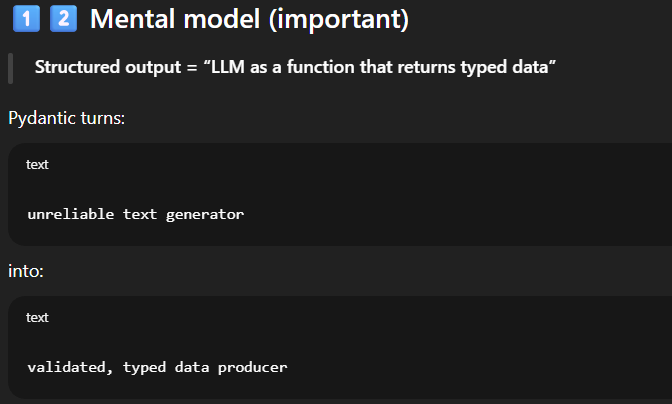 1️⃣ 2️⃣ Mental model (important)
Structured output = “LLM as a function that returns typed data”
Pydantic turns:
text
unreliable text generator
into:
text
validated, typed data producer